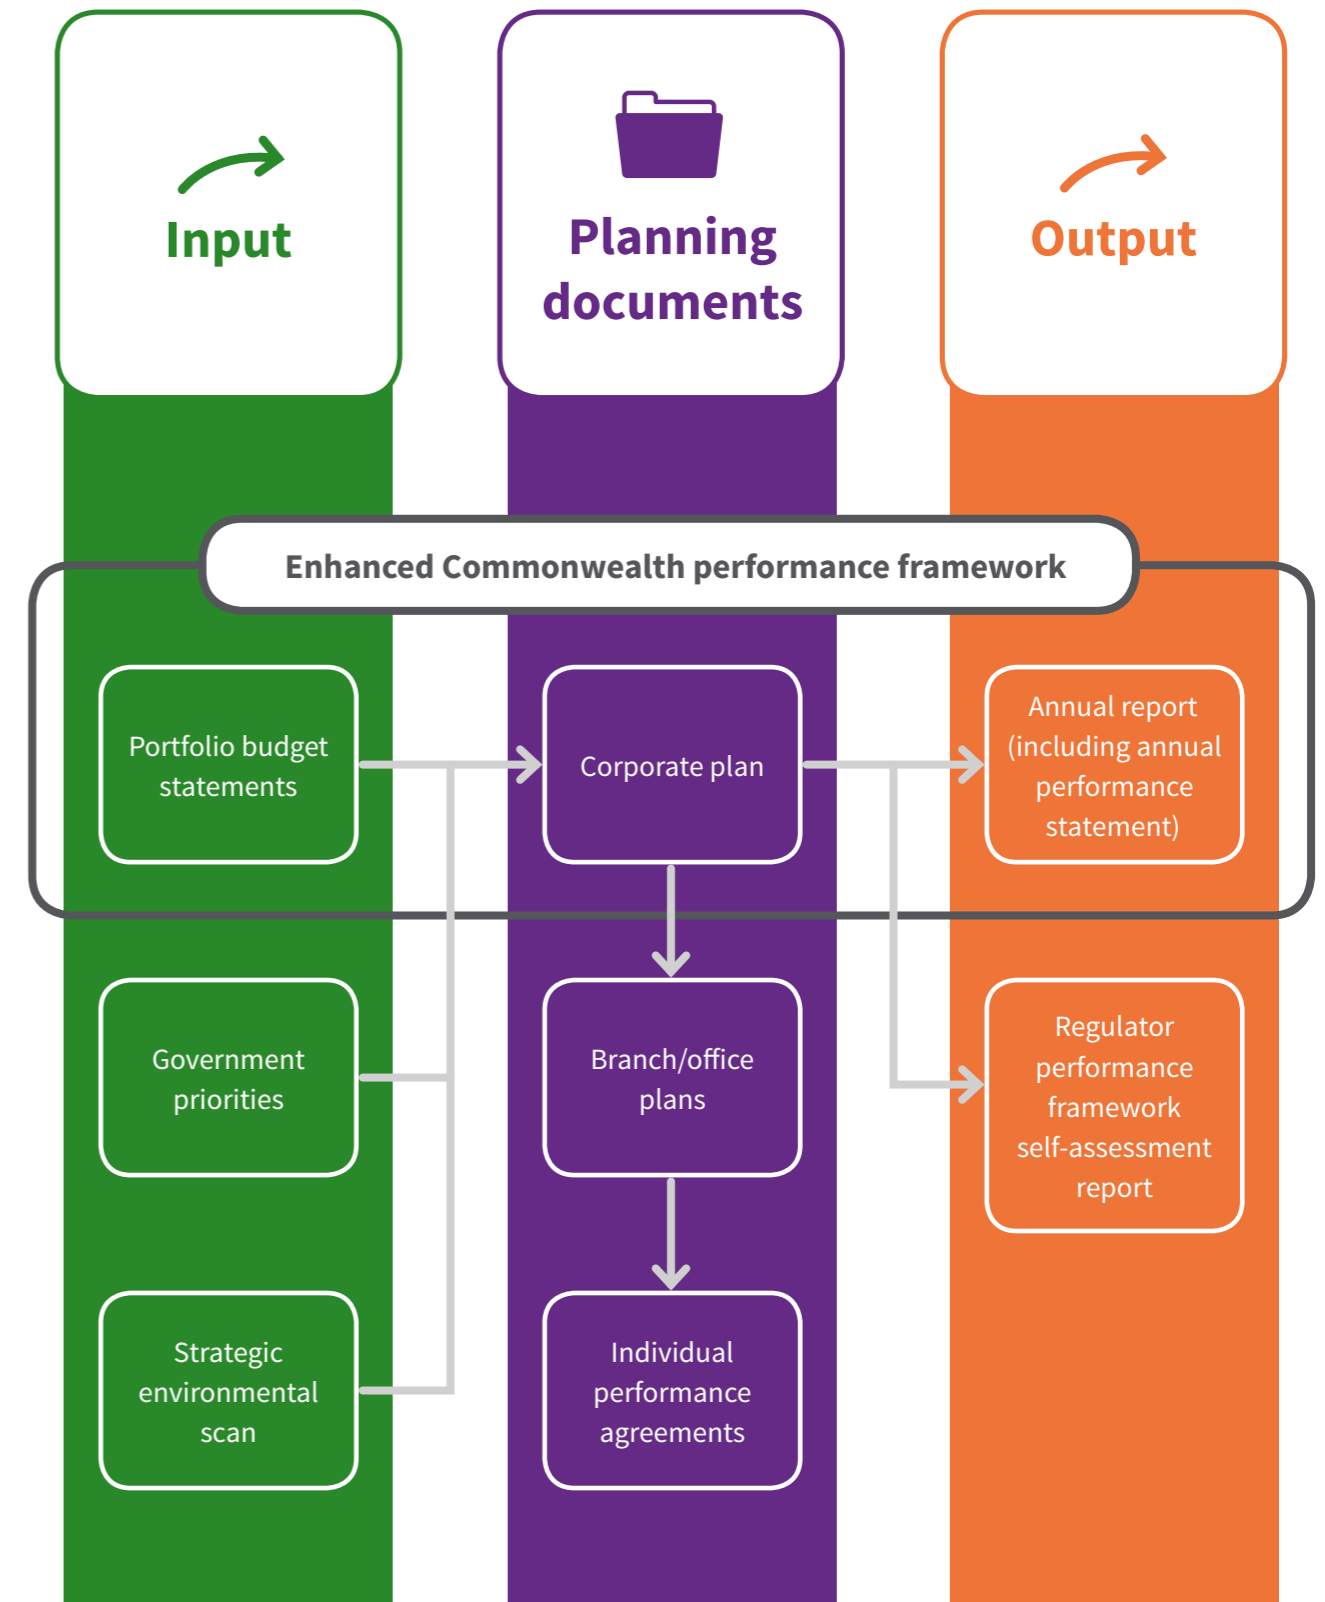 Input
Planning
documents
Output
Enhanced Commonwealth performance framework
Portfolio budget
statements
Corporate plan
Annual report
(including annual
performance
statement)
Government
priorities
Branch/office
plans
Regulator
performance
framework
self-assessment
report
Strategic
environmental
scan
Individual
performance
agreements